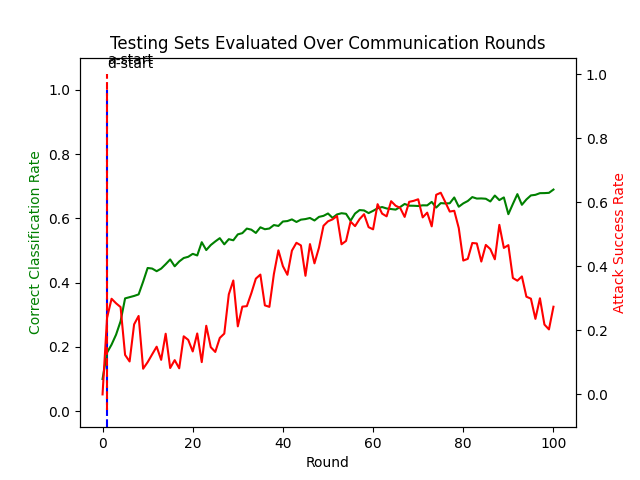 Testing Sets Evaluated Over Communication Rounds
a-start
d-start
Correct Classification Rate
1.0
0.8
0.6
0.4
0.2
0.0
1.0
0.8
0.6
0.4
0.2
0.0
Attack Success Rate
0 20 40 60 80 100
Round